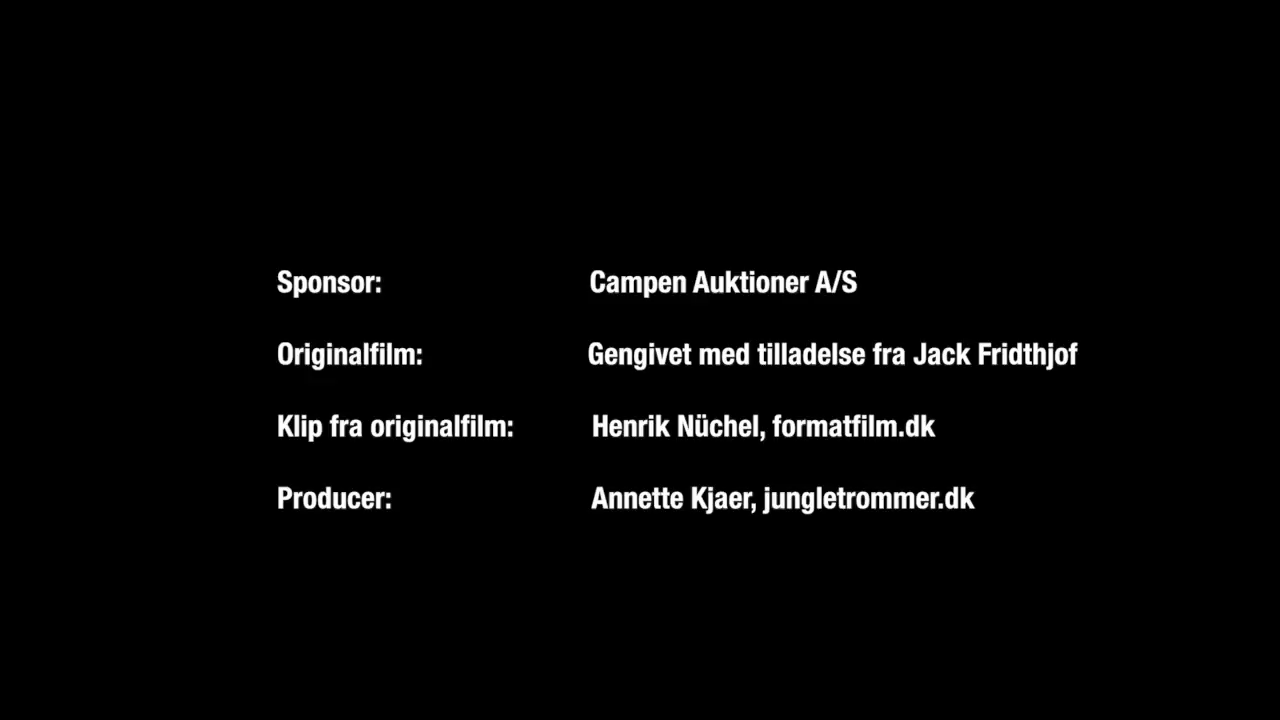 Sponsor: Campen Auktioner A/S
Originalfilm: Gengivet med tilladelse fra Jack Fridthjof
Klip fra originalfilm: Henrik Nüchel, formatfilm.dk
Producer: Annette Kjaer, jungletrommer.dk